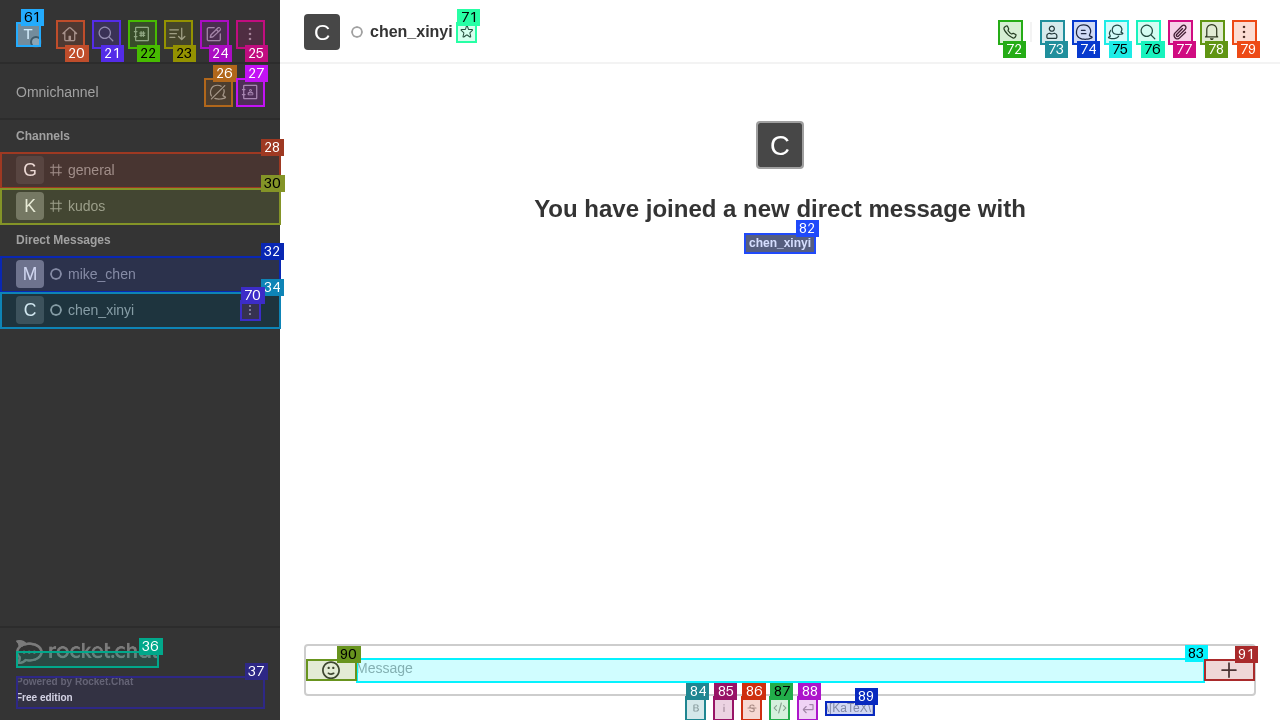 61
T
20
21
22
23
24
25
C
chen_xinyi
71
72
73
74
75
76
77
78
79
26
27
Omnichannel
Channels
28
G general
30
K kudos
Direct Messages
32
M mike_chen
34
C chen_xinyi
70
C
You have joined a new direct message with
82
chen_xinyi
36
rocket.chat
37
Powered by Rocket.Chat
Free edition
90
Message
83
91
84
85
86
87
88
89
B
i
S
</>
\[KaTeX\]